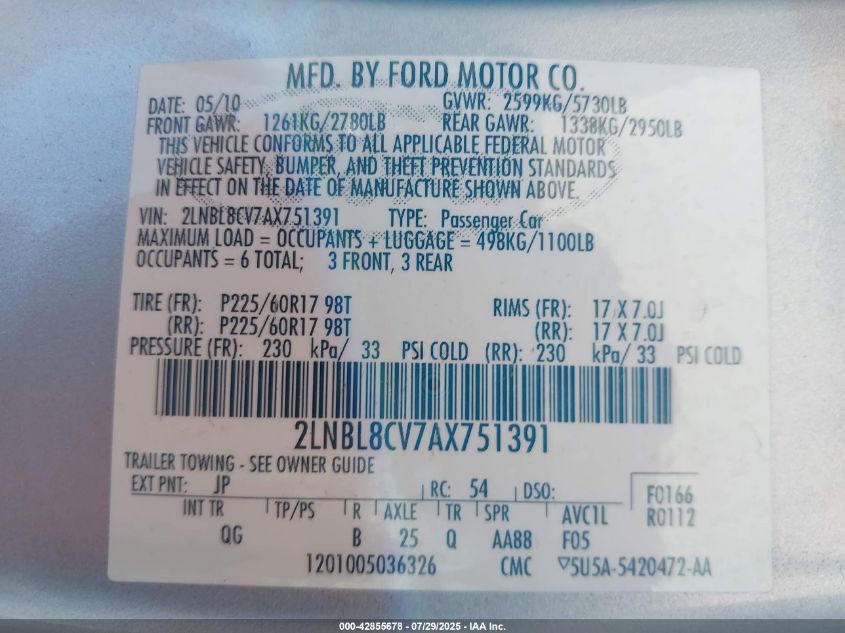 MFD. BY FORD MOTOR CO.
DATE: 05/10 GVWR: 2599KG/5730LB
FRONT GAWR: 1261KG/2780LB REAR GAWR: 1338KG/2950LB
THIS VEHICLE CONFORMS TO ALL APPLICABLE FEDERAL MOTOR
VEHICLE SAFETY, BUMPER, AND THEFT PREVENTION STANDARDS
IN EFFECT ON THE DATE OF MANUFACTURE SHOWN ABOVE.
VIN: 2LNBL8CV7AX751391 TYPE: Passenger Car
MAXIMUM LOAD = OCCUPANTS + LUGGAGE = 498KG/1100LB
OCCUPANTS = 6 TOTAL; 3 FRONT, 3 REAR
TIRE (FR): P225/60R17 98T RIMS (FR): 17 X 7.0J
(RR): P225/60R17 98T (RR): 17 X 7.0J
PRESSURE (FR): 230 kPa/ 33 PSI COLD (RR): 230 kPa/ 33 PSI COLD
2LNBL8CV7AX751391
TRAILER TOWING - SEE OWNER GUIDE
EXT PNT: JP RC: 54 DSO: F0166
INT TR TP/PS R AXLE TR SPR AVC1L R0112
QG B 25 Q AA88 F05
1201005036326 CMC 5U5A-5420472-AA
000-42855678 - 07/29/2025 - IAA Inc.